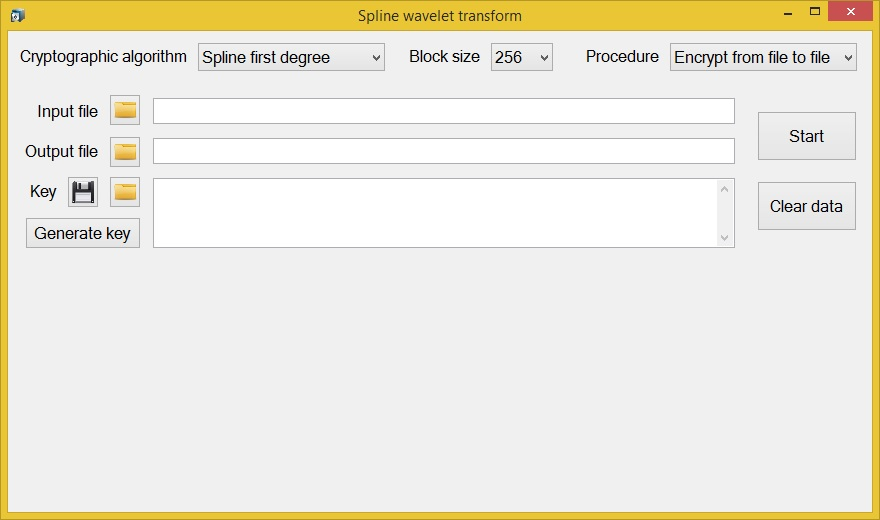 Spline wavelet transform
Cryptographic algorithm Spline first degree Block size 256 Procedure Encrypt from file to file
Input file
Start
Output file
Key
Clear data
Generate key